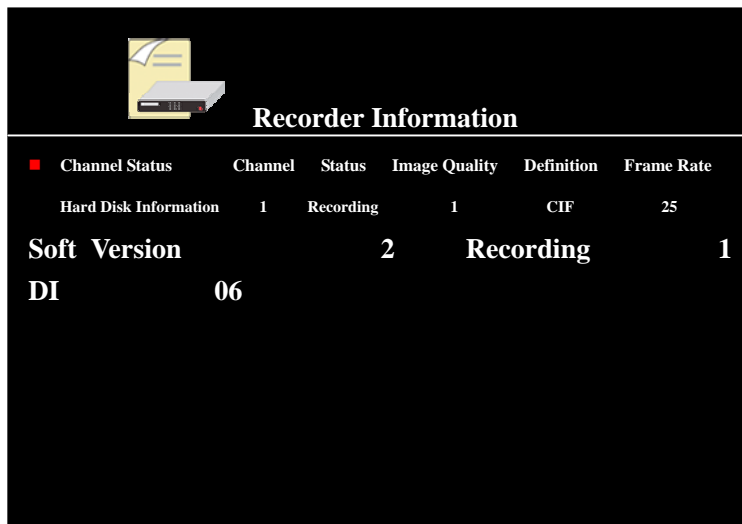 Recorder Information
Channel Status Channel Status Image Quality Definition Frame Rate
Hard Disk Information 1 Recording 1 CIF 25
Soft Version 2 Recording 1
DI 06